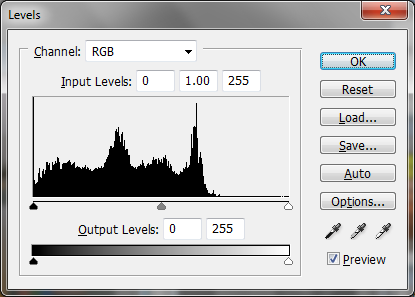 Levels
Channel: RGB
Input Levels: 0 1.00 255
Output Levels: 0 255
OK
Reset
Load...
Save...
Auto
Options...
Preview